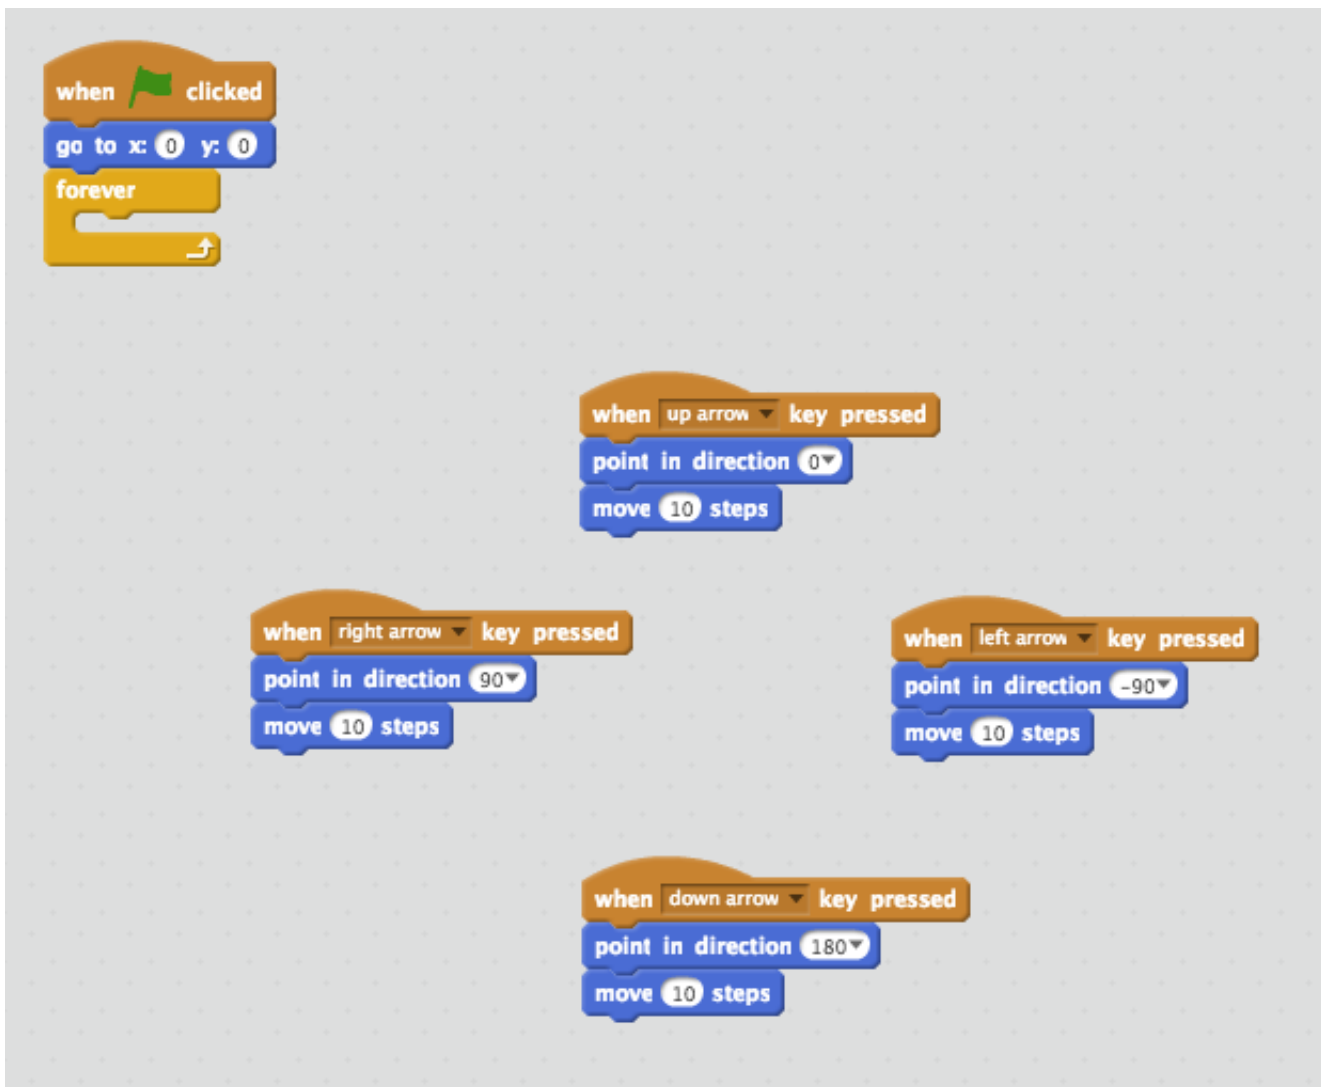 when clicked
go to x: 0 y: 0
forever
when up arrow key pressed
point in direction 0
move 10 steps
when right arrow key pressed
point in direction 90
move 10 steps
when left arrow key pressed
point in direction -90
move 10 steps
when down arrow key pressed
point in direction 180
move 10 steps